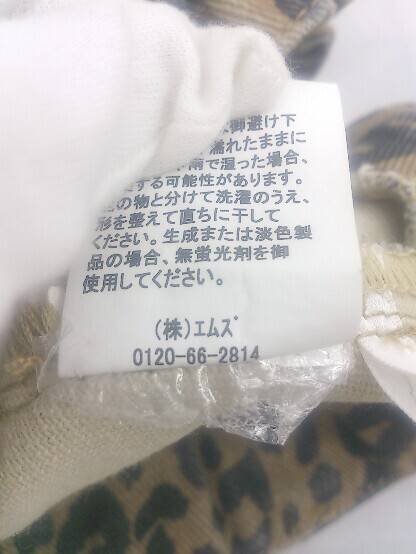 御避け下
濡れたままに
雨で湿った場合、
する可能性があります。
の物と分けて洗濯のうえ、
形を整えて直ちに干して
ください。生成または淡色製
品の場合、無蛍光剤を御
使用してください。
(株)エムズ
0120-66-2814